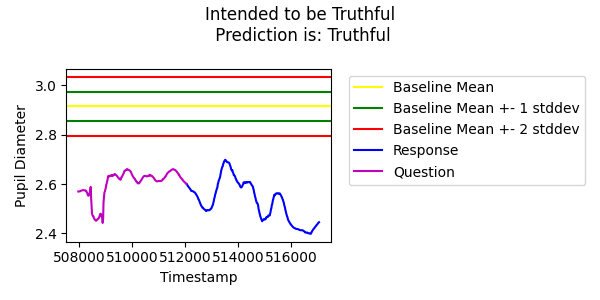 Intended to be Truthful
Prediction is: Truthful
3.0
2.8
2.6
2.4
Pupil Diameter
508000 510000 512000 514000 516000
Timestamp
Baseline Mean
Baseline Mean +- 1 stddev
Baseline Mean +- 2 stddev
Response
Question